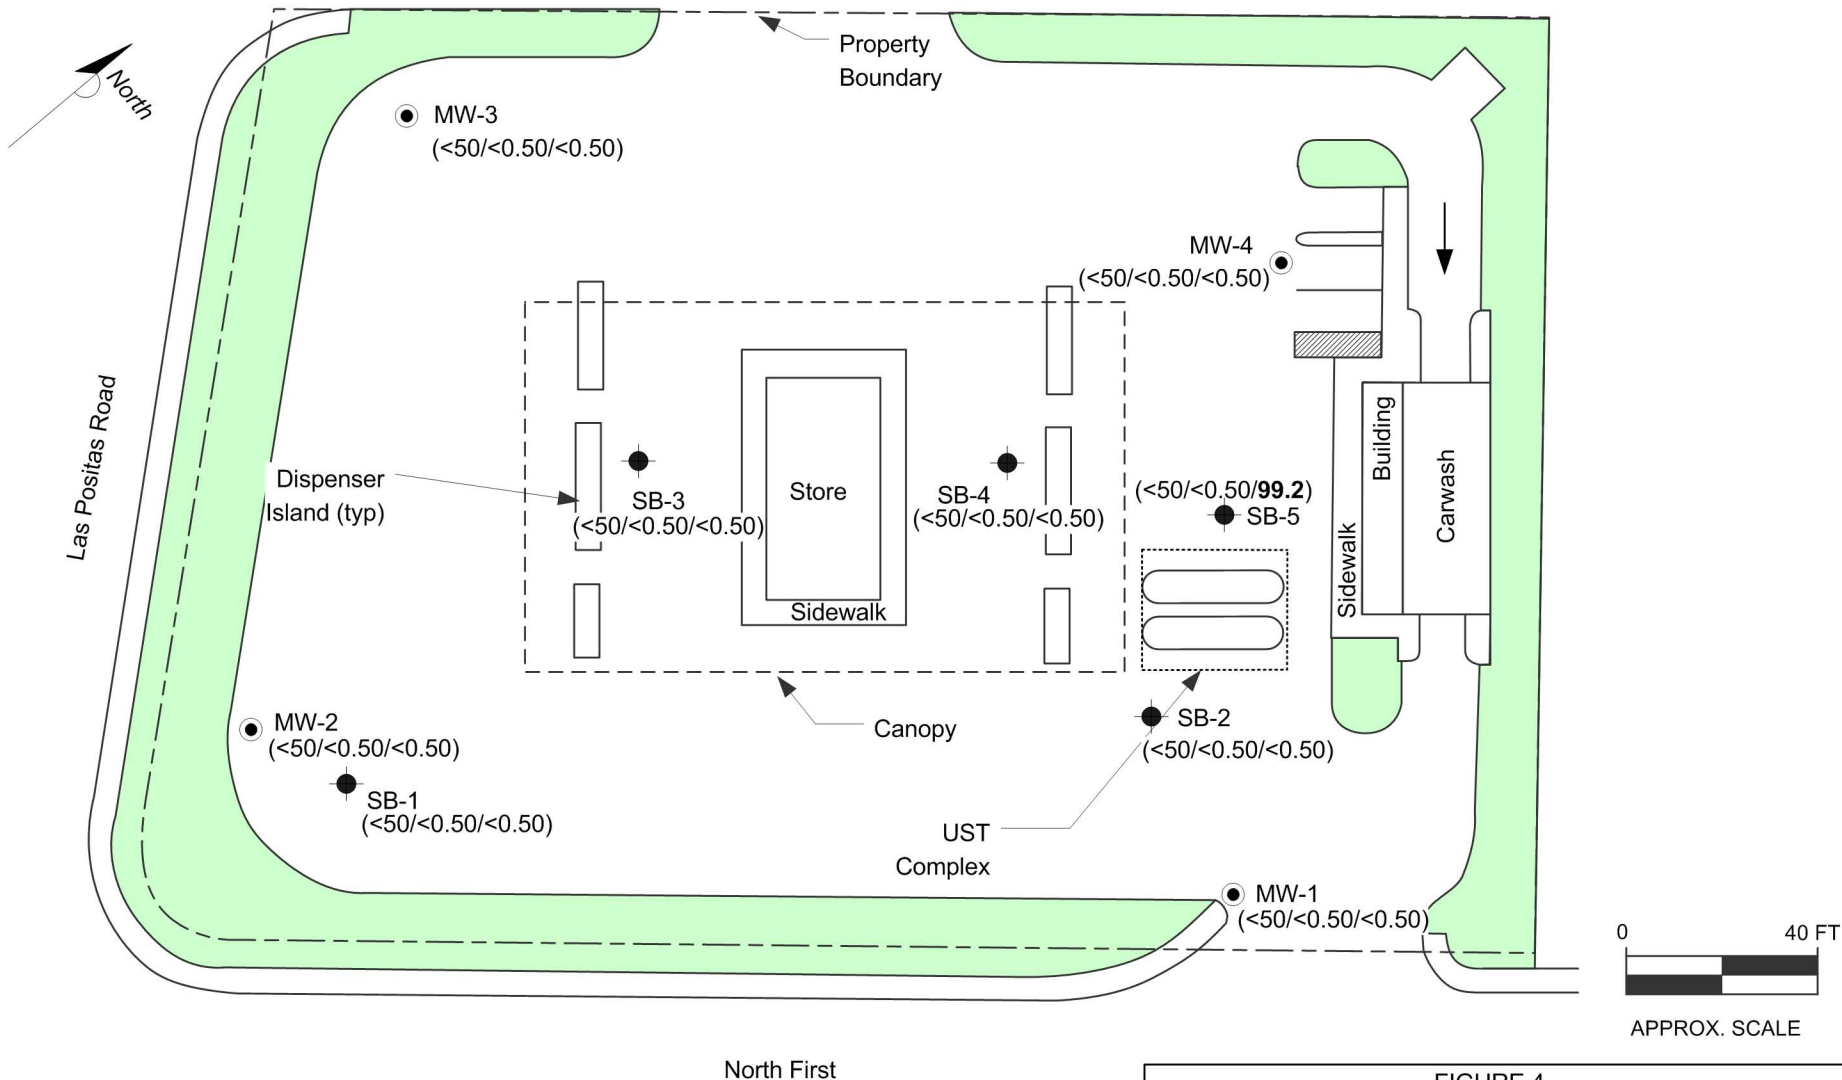 Property
Boundary
North
MW-3
(<50/<0.50/<0.50)
MW-4
(<50/<0.50/<0.50)
Las Positas Road
Dispenser
Island (typ)
SB-3
(<50/<0.50/<0.50)
Store
Sidewalk
SB-4
(<50/<0.50/<0.50)
(<50/<0.50/99.2)
SB-5
Sidewalk
Building
Carwash
MW-2
(<50/<0.50/<0.50)
SB-1
(<50/<0.50/<0.50)
Canopy
SB-2
(<50/<0.50/<0.50)
UST
Complex
MW-1
(<50/<0.50/<0.50)
0 40 FT
APPROX. SCALE
North First
FIGURE 4